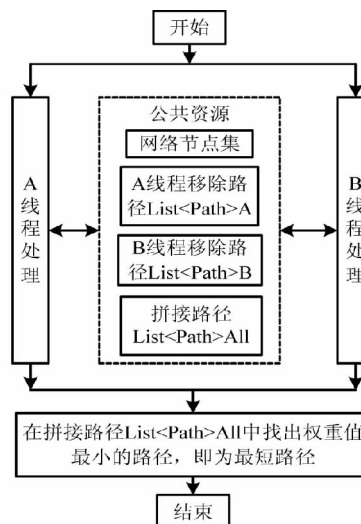 开始
公共资源
网络节点集
A线程移除路
径List<Path>A
B线程移除路
径List<Path>B
拼接路径
List<Path>All
A
线
程
处
理
B
线
程
处
理
在拼接路径List<Path>All中找出权重值
最小的路径，即为最短路径
结束